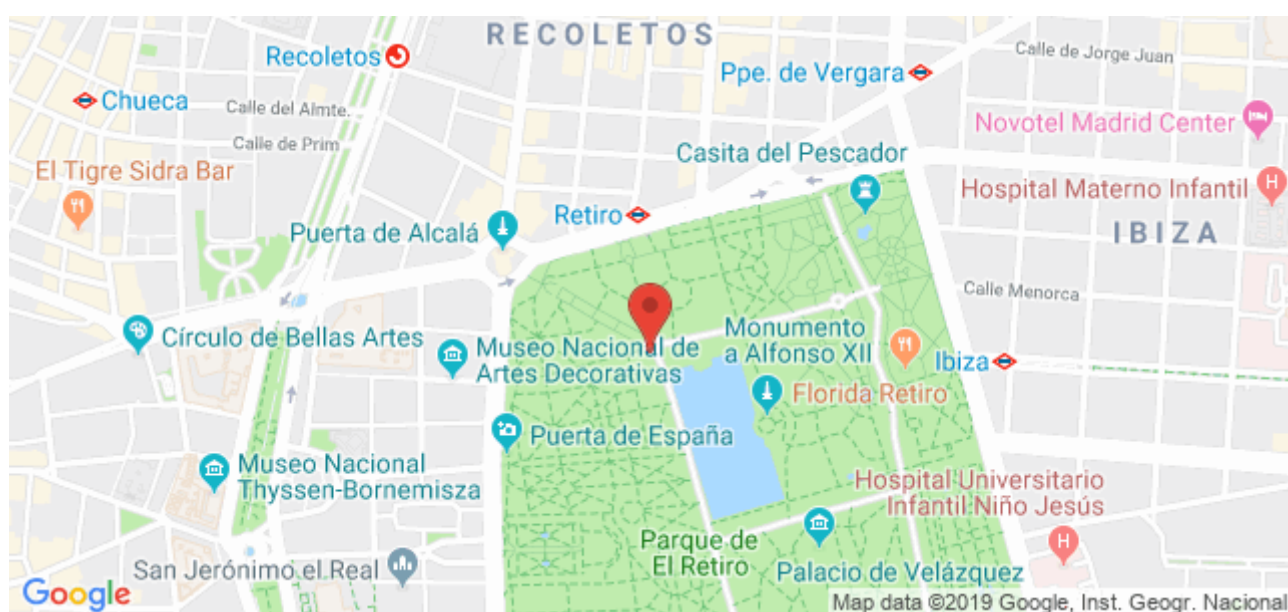 RECOLETOS
Recoletos
Calle de Jorge Juan
Ppe. de Vergara
Chueca
Calle del Almte.
Calle de Prim
Novotel Madrid Center
Casita del Pescador
El Tigre Sidra Bar
Hospital Materno Infantil
H
Retiro
Puerta de Alcalá
IBIZA
Calle Menorca
Círculo de Bellas Artes
Monumento
a Alfonso XII
Museo Nacional de
Artes Decorativas
Ibiza
Florida Retiro
Puerta de España
Museo Nacional
Thyssen-Bornemisza
Hospital Universitario
Infantil Niño Jesús
H
Parque de
El Retiro
San Jerónimo el Real
Palacio de Velázquez
Google
Map data ©2019 Google, Inst. Geogr. Nacional